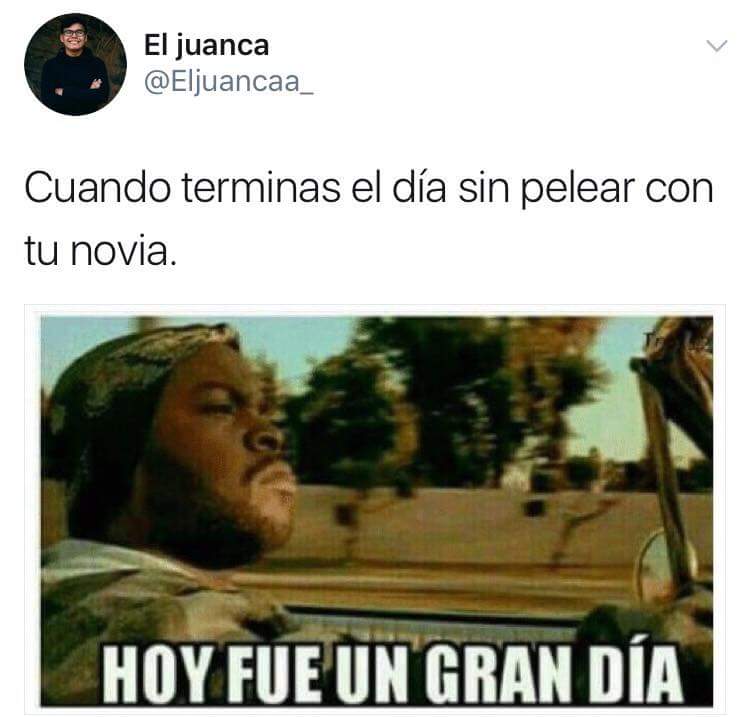 El juanca
@Eljuancaa_
Cuando terminas el día sin pelear con
tu novia.
HOY FUE UN GRAN DÍA